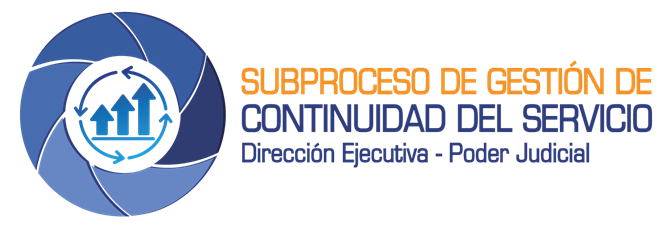 SUBPROCESO DE GESTIÓN DE
CONTINUIDAD DEL SERVICIO
Dirección Ejecutiva - Poder Judicial